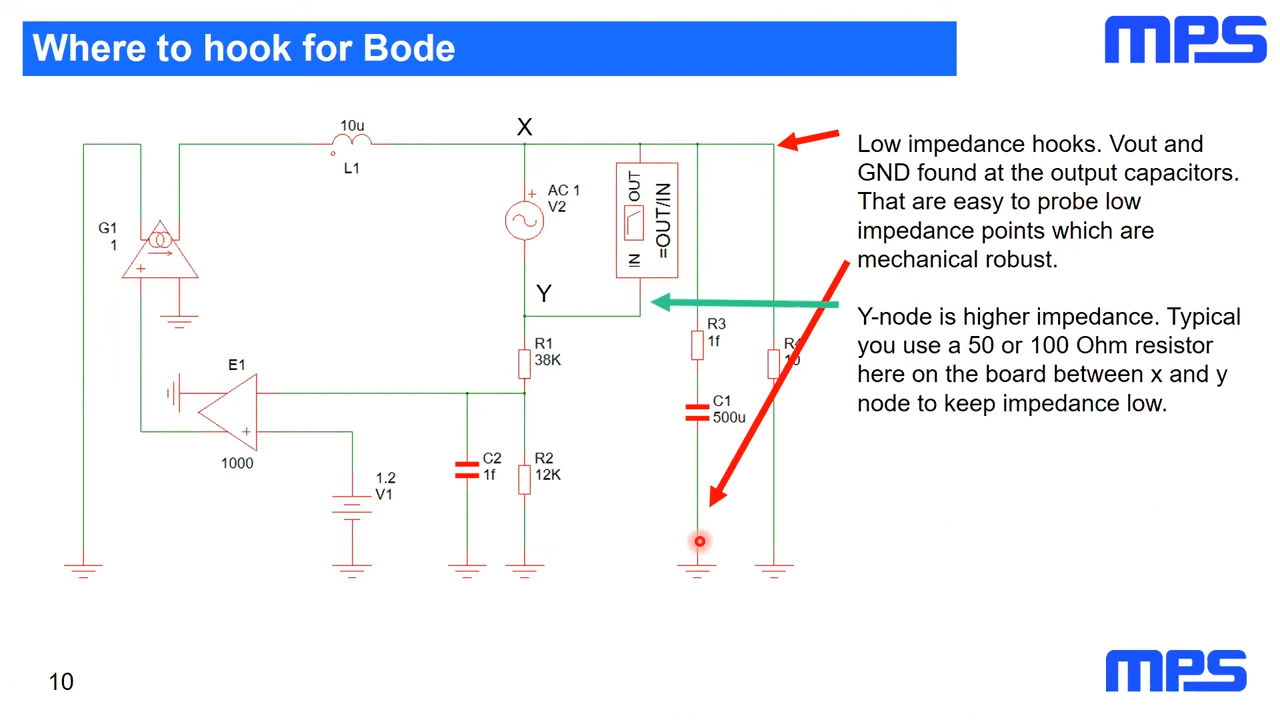 Where to hook for Bode
MPS
10u
L1
X
AC 1
V2
OUT
IN
=OUT/IN
G1
1
Y
R1
38K
R3
1f
E1
C1
500u
C2
1f
R2
12K
1000
1.2
V1
Low impedance hooks. Vout and
GND found at the output capacitors.
That are easy to probe low
impedance points which are
mechanical robust.
Y-node is higher impedance. Typical
you use a 50 or 100 Ohm resistor
here on the board between x and y
node to keep impedance low.
10
MPS